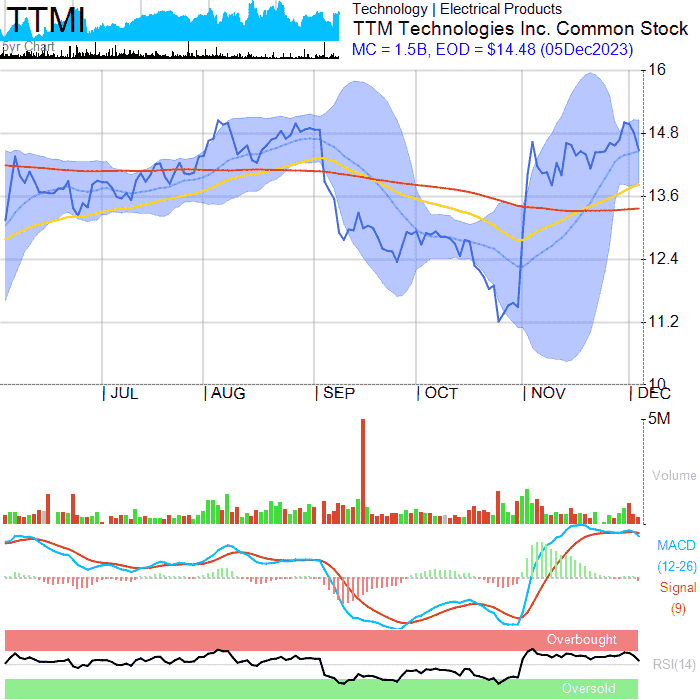 TTMI
5yr Chart
Technology | Electrical Products
TTM Technologies Inc. Common Stock
MC = 1.5B, EOD = $14.48 (05Dec2023)
16
14.8
13.6
12.4
11.2
10
| JUL | AUG | SEP | OCT | NOV | DEC
5M
Volume
MACD
(12-26)
Signal
(9)
Overbought
RSI(14)
Oversold